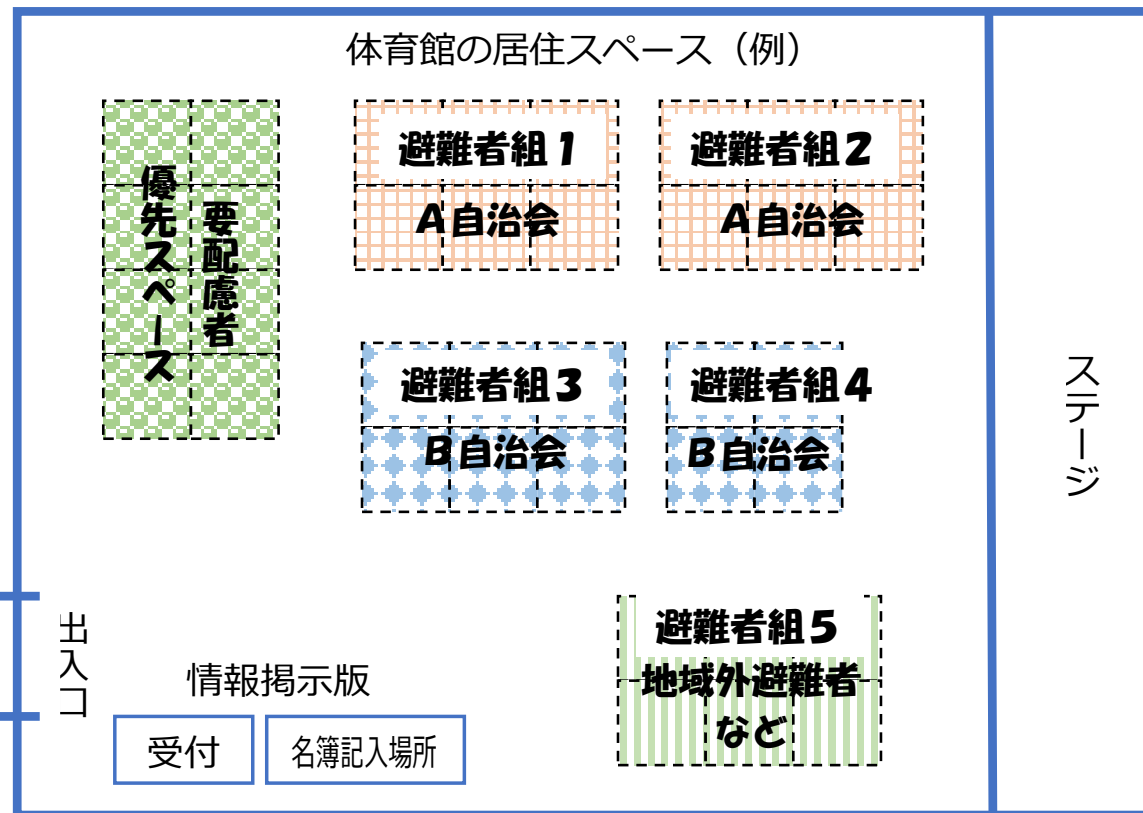 体育館の居住スペース（例）
要配慮者
優先スペース
避難者組１
A自治会
避難者組２
A自治会
避難者組３
B自治会
避難者組４
B自治会
ステージ
避難者組５
地域外避難者
など
出入口
情報掲示版
受付
名簿記入場所